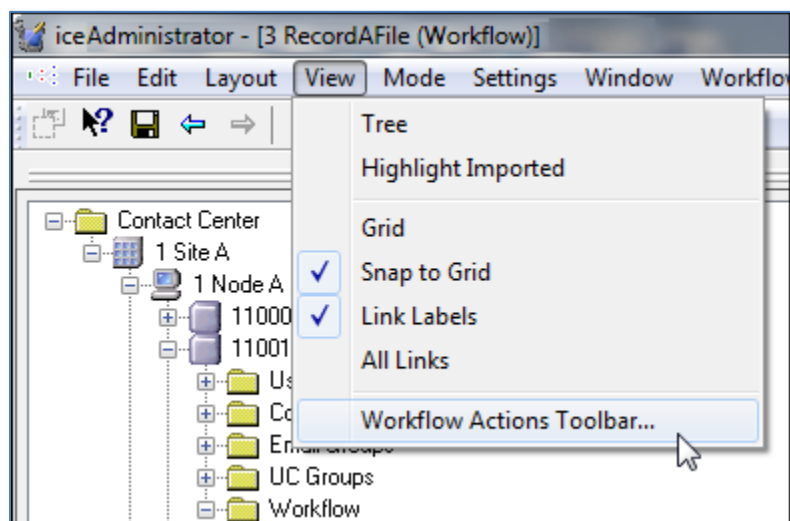 iceAdministrator - [3 RecordAFile (Workflow)]
File Edit Layout View Mode Settings Window
Tree
Highlight Imported
Grid
Snap to Grid
Link Labels
All Links
Workflow Actions Toolbar...
Contact Center
1 Site A
1 Node A
11000
11001
UC Groups
Workflow